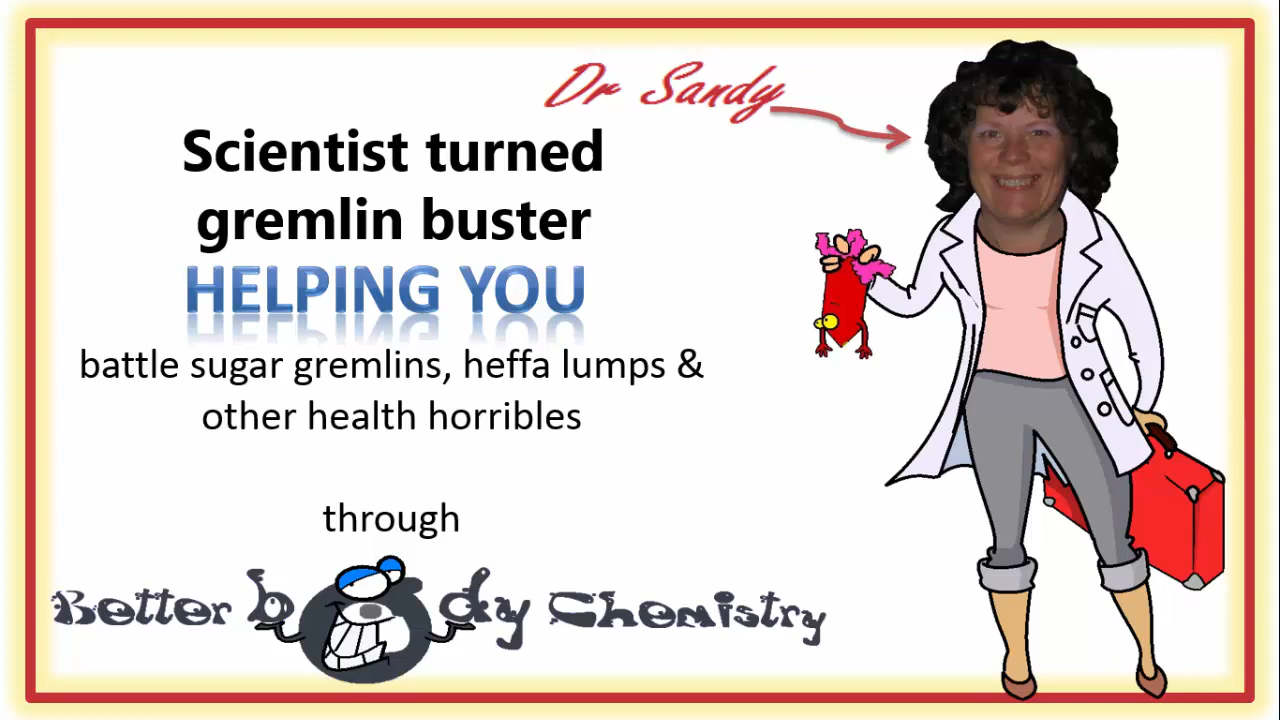 Dr Sandy
Scientist turned
gremlin buster
HELPING YOU
battle sugar gremlins, heffa lumps &
other health horribles
through
Better body Chemistry